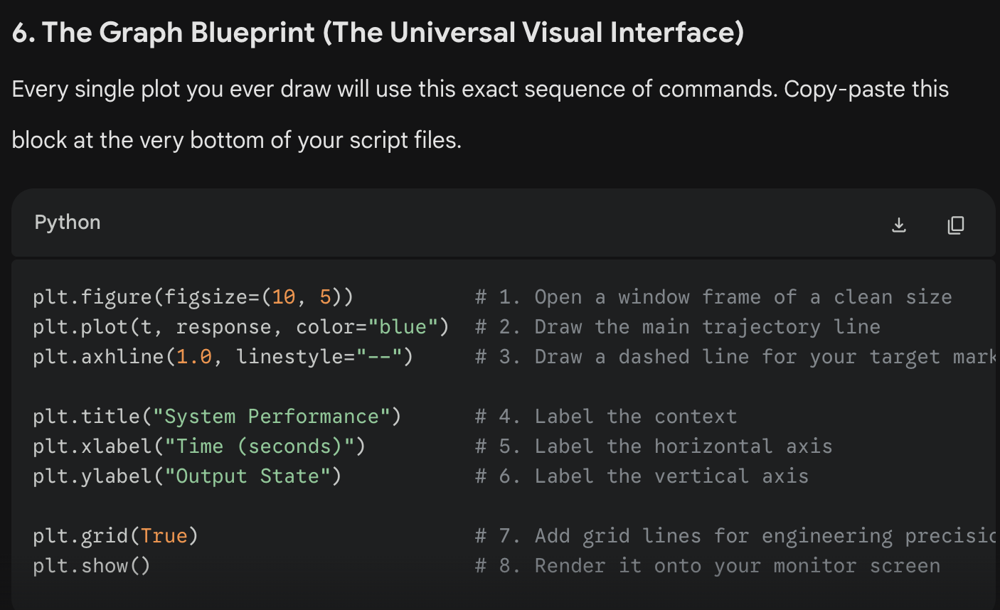 6. The Graph Blueprint (The Universal Visual Interface)
Every single plot you ever draw will use this exact sequence of commands. Copy-paste this
block at the very bottom of your script files.
Python
plt.figure(figsize=(10, 5))          # 1. Open a window frame of a clean size
plt.plot(t, response, color="blue")  # 2. Draw the main trajectory line
plt.axhline(1.0, linestyle="--")     # 3. Draw a dashed line for your target
plt.title("System Performance")      # 4. Label the context
plt.xlabel("Time (seconds)")         # 5. Label the horizontal axis
plt.ylabel("Output State")           # 6. Label the vertical axis
plt.grid(True)                       # 7. Add grid lines for engineering
plt.show()                           # 8. Render it onto your monitor screen